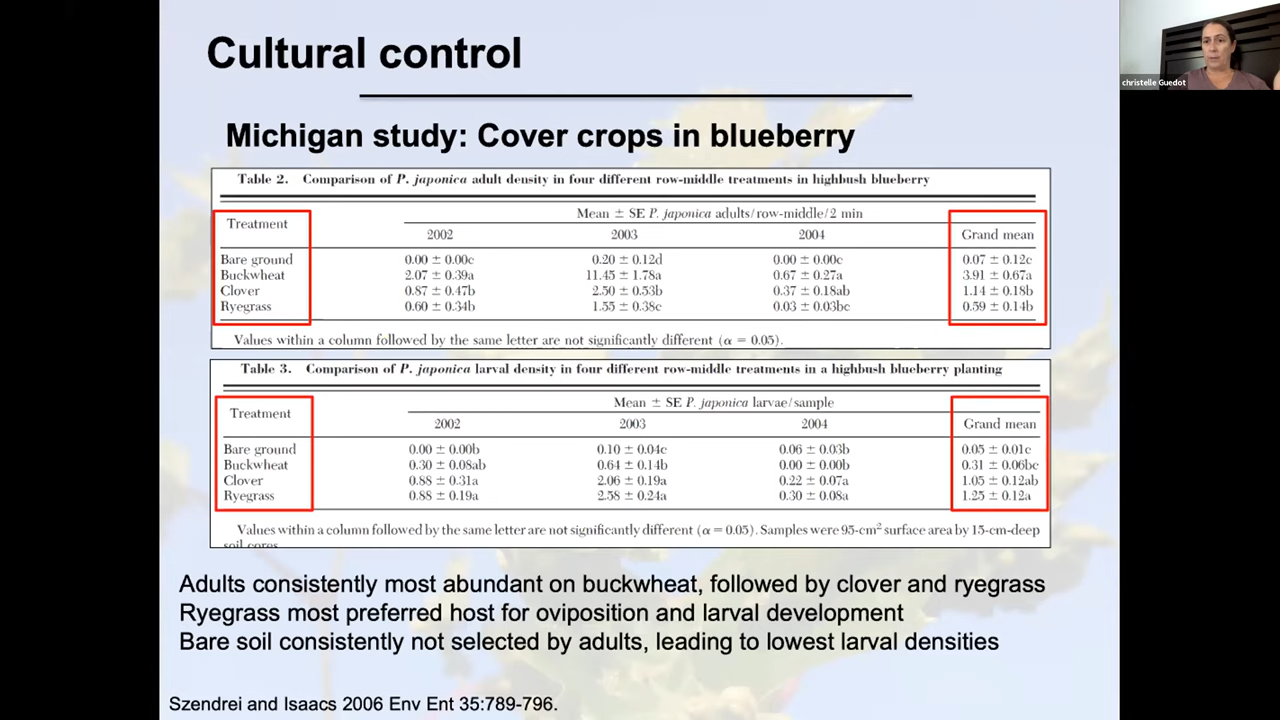 Cultural control
christelle Guedot
Michigan study: Cover crops in blueberry
Table 2. Comparison of P. japonica adult density in four different row-middle treatments in highbush blueberry
Mean ± SE P. japonica adults/row-middle/2 min
Treatment
2002 2003 2004 Grand mean
Bare ground 0.00 ± 0.00c 0.20 ± 0.12d 0.00 ± 0.00c 0.07 ± 0.12c
Buckwheat 2.07 ± 0.39a 11.45 ± 1.78a 0.67 ± 0.27a 3.91 ± 0.67a
Clover 0.87 ± 0.47b 2.50 ± 0.53b 0.37 ± 0.18ab 1.14 ± 0.18b
Ryegrass 0.60 ± 0.34b 1.55 ± 0.38c 0.03 ± 0.03bc 0.59 ± 0.14b
Values within a column followed by the same letter are not significantly different (α = 0.05).
Table 3. Comparison of P. japonica larval density in four different row-middle treatments in a highbush blueberry planting
Mean ± SE P. japonica larvae/sample
Treatment
2002 2003 2004 Grand mean
Bare ground 0.00 ± 0.00b 0.10 ± 0.04c 0.06 ± 0.03b 0.05 ± 0.01c
Buckwheat 0.30 ± 0.08ab 0.64 ± 0.14b 0.00 ± 0.00b 0.31 ± 0.06bc
Clover 0.88 ± 0.31a 2.06 ± 0.19a 0.22 ± 0.07a 1.05 ± 0.12ab
Ryegrass 0.88 ± 0.19a 2.58 ± 0.24a 0.30 ± 0.08a 1.25 ± 0.12a
Values within a column followed by the same letter are not significantly different (α = 0.05). Samples were 95-cm² surface area by 15-cm-deep
soil cores
Adults consistently most abundant on buckwheat, followed by clover and ryegrass
Ryegrass most preferred host for oviposition and larval development
Bare soil consistently not selected by adults, leading to lowest larval densities
Szendrei and Isaacs 2006 Env Ent 35:789-796.